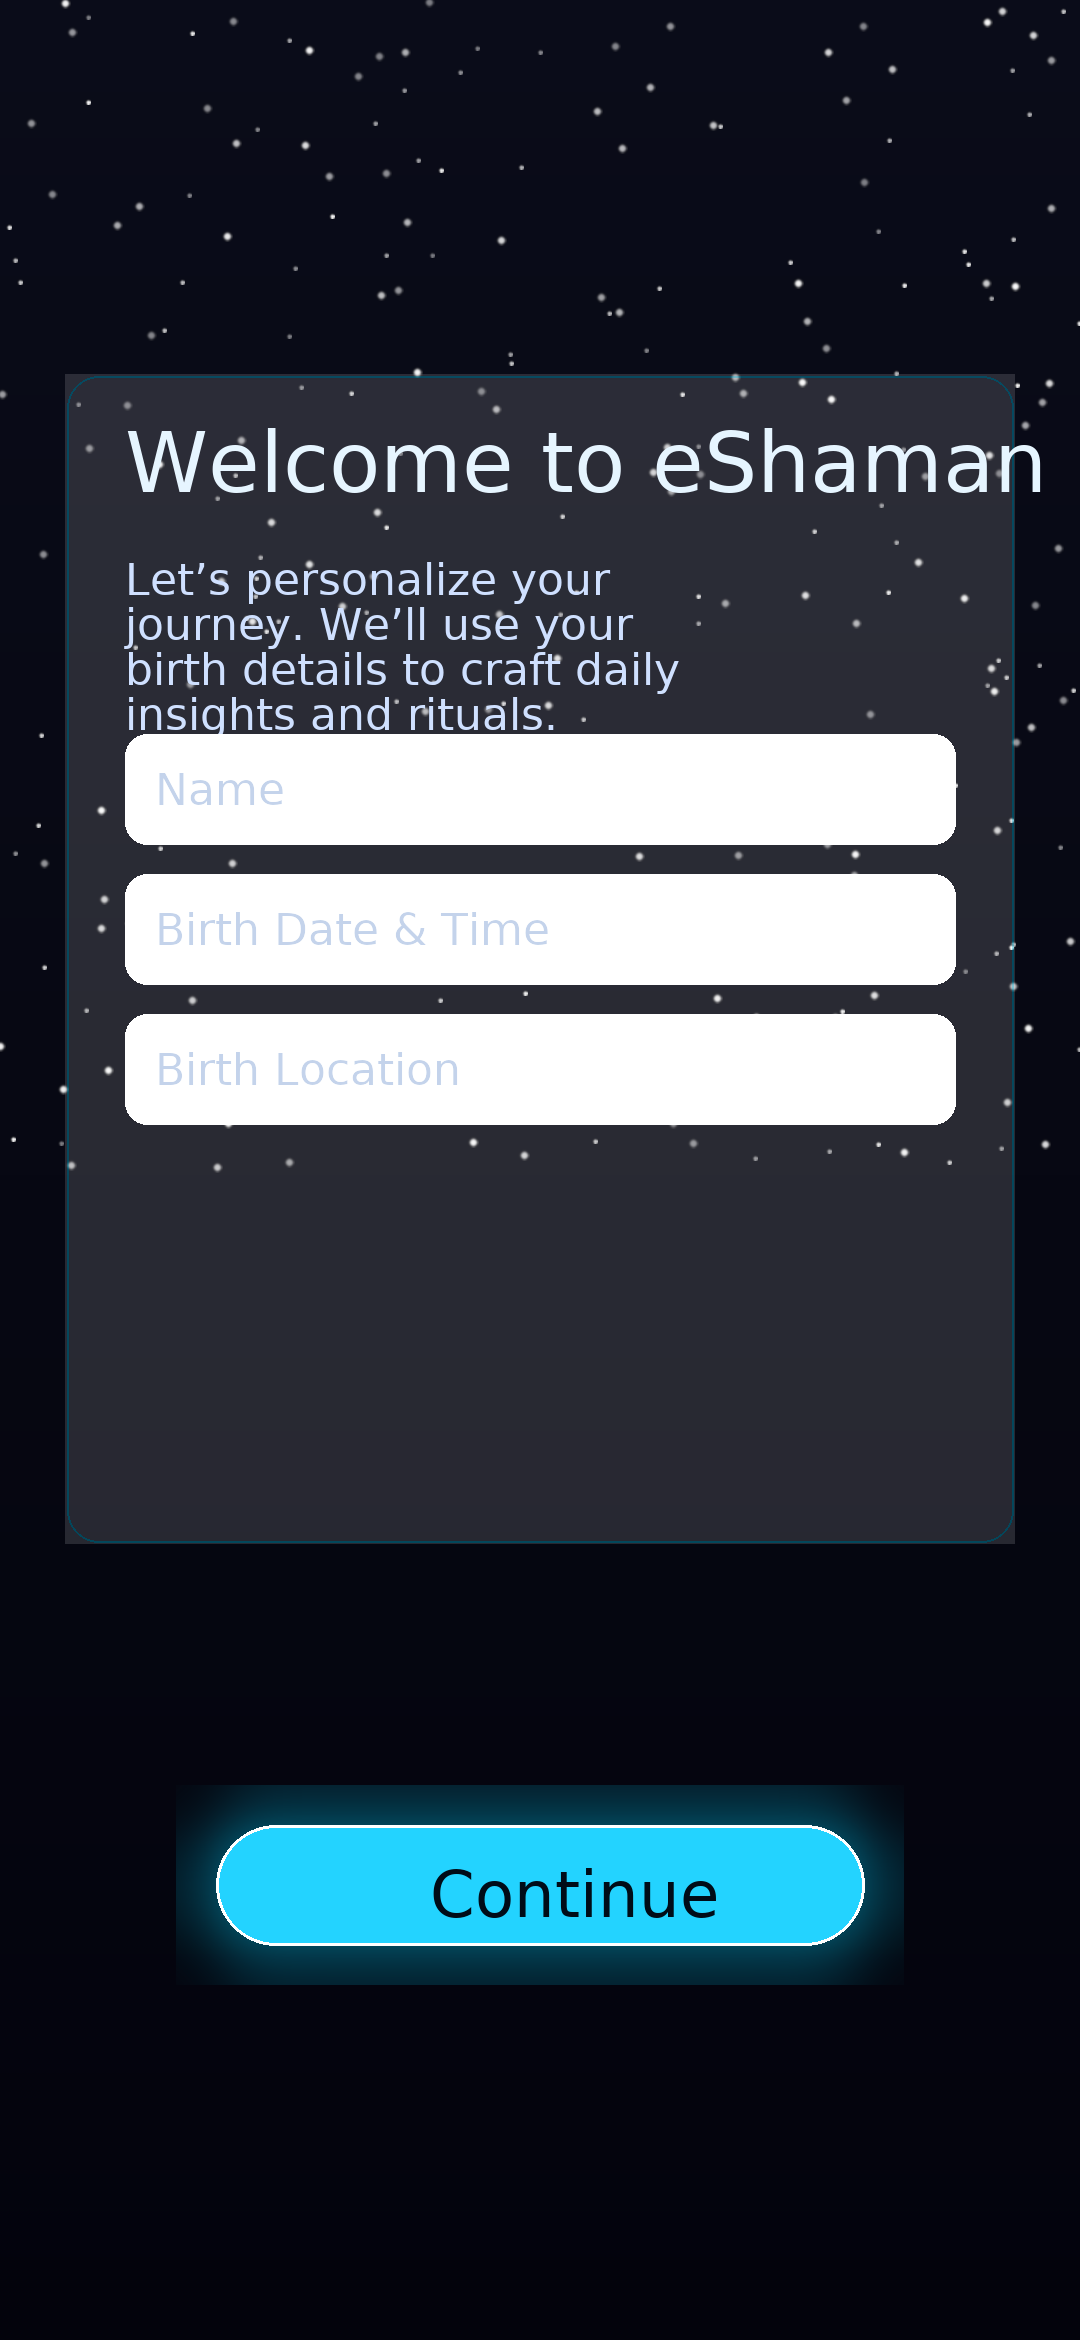 Welcome to eShaman
Let’s personalize your
journey. We’ll use your
birth details to craft daily
insights and rituals.
Name
Birth Date & Time
Birth Location
Continue